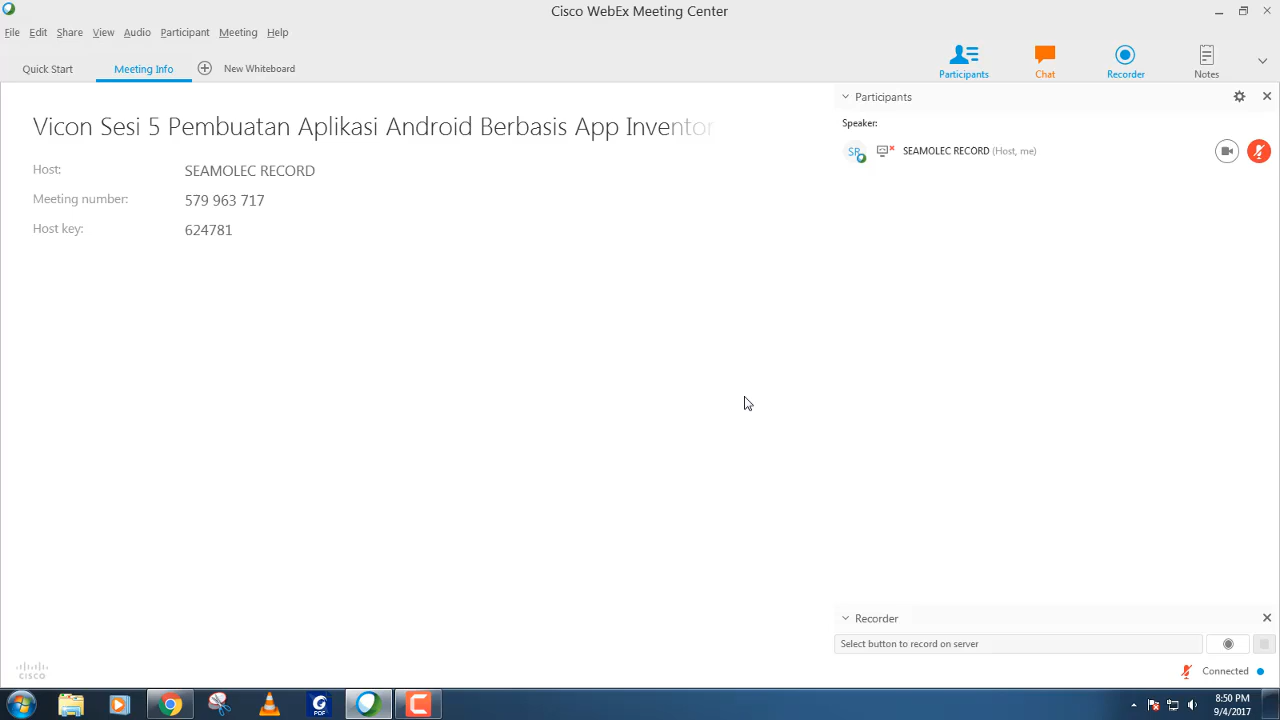 Cisco WebEx Meeting Center
File Edit Share View Audio Participant Meeting Help
Quick Start Meeting Info New Whiteboard
Participants Chat Recorder Notes
Vicon Sesi 5 Pembuatan Aplikasi Android Berbasis App Inventor
Host: SEAMOLEC RECORD
Meeting number: 579 963 717
Host key: 624781
Participants
Speaker:
SR SEAMOLEC RECORD (Host, me)
Recorder
Select button to record on server
Connected
CISCO
PDF
8:50 PM
9/4/2017